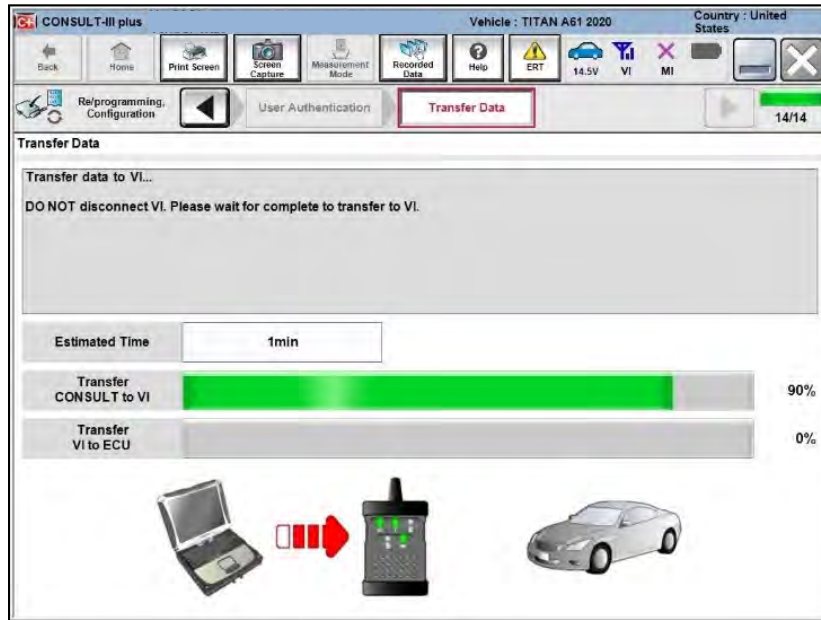 C+ CONSULT-III plus
Vehicle : TITAN A61 2020
Country : United
States
Back
Home
Print Screen
Screen
Capture
Measurement
Mode
Recorded
Data
Help
ERT
14.5V
VI
MI
Re/programming,
Configuration
User Authentication
Transfer Data
14/14
Transfer Data
Transfer data to VI...
DO NOT disconnect VI. Please wait for complete to transfer to VI.
Estimated Time
1min
Transfer
CONSULT to VI
90%
Transfer
VI to ECU
0%